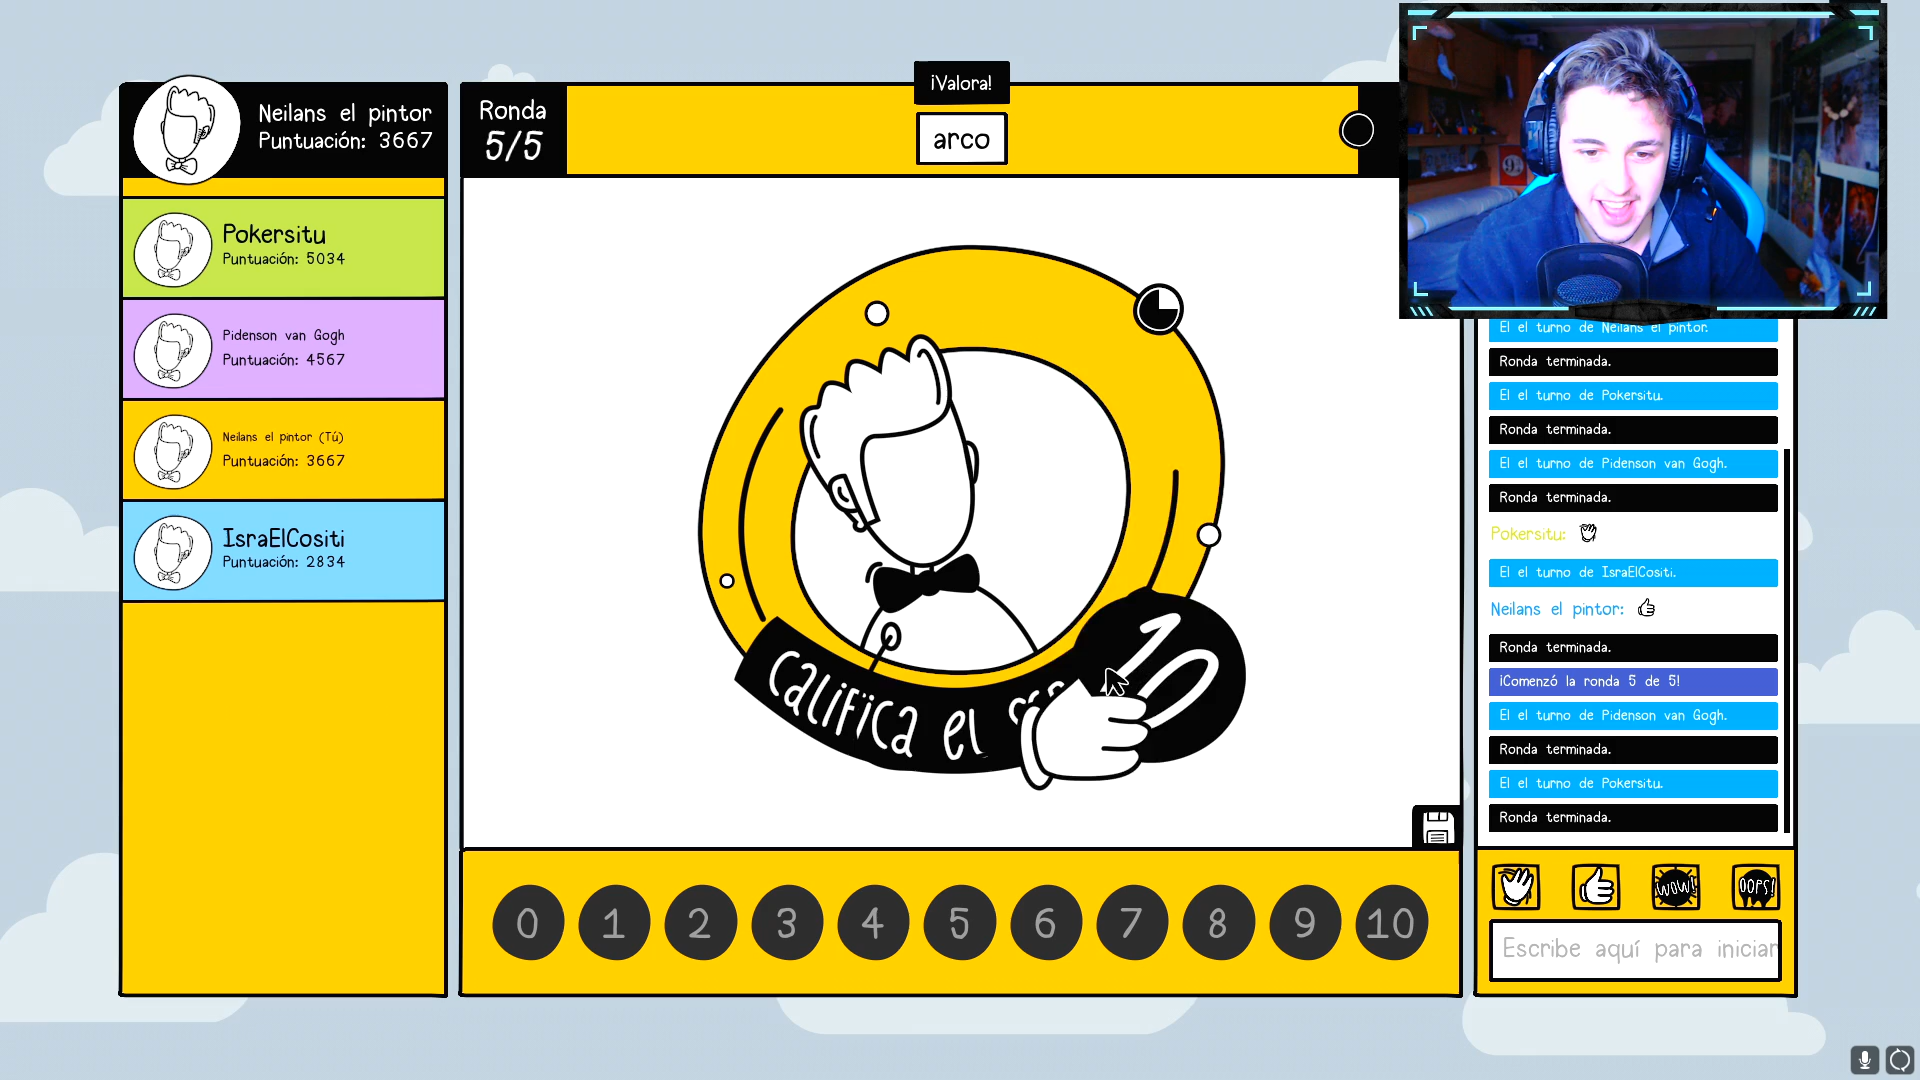 Neilans el pintor
Puntuación: 3667
Pokersitu
Puntuación: 5034
Pidenson van Gogh
Puntuación: 4567
Neilans el pintor (Tú)
Puntuación: 3667
IsraElCositi
Puntuación: 2834
Ronda
5/5
¡Valora!
arco
10
califica el
0 1 2 3 4 5 6 7 8 9 10
El el turno de Neilans el pintor.
Ronda terminada.
El el turno de Pokersitu.
Ronda terminada.
El el turno de Pidenson van Gogh.
Ronda terminada.
Pokersitu:
El el turno de IsraElCositi.
Neilans el pintor:
Ronda terminada.
¡Comenzó la ronda 5 de 5!
El el turno de Pidenson van Gogh.
Ronda terminada.
El el turno de Pokersitu.
Ronda terminada.
WOW! OOPS!
Escribe aquí para iniciar